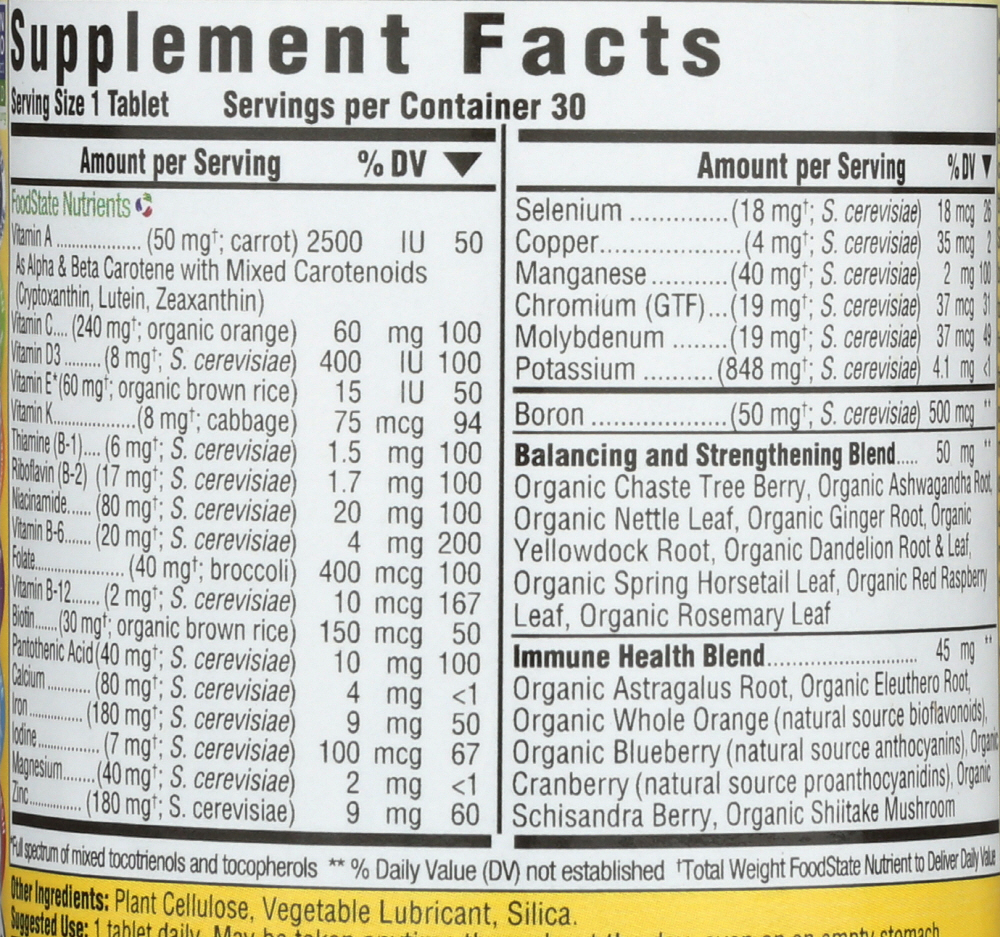 Supplement Facts
Serving Size 1 Tablet Servings per Container 30
Amount per Serving % DV ▼
FoodState Nutrients
Vitamin A ................. (50 mg†; carrot) 2500 IU 50
As Alpha & Beta Carotene with Mixed Carotenoids
(Cryptoxanthin, Lutein, Zeaxanthin)
Vitamin C.... (240 mg†; organic orange) 60 mg 100
Vitamin D3 ........ (8 mg†; S. cerevisiae) 400 IU 100
Vitamin E*(60 mg†; organic brown rice) 15 IU 50
Vitamin K.................(8 mg†; cabbage) 75 mcg 94
Thiamine (B-1).... (6 mg†; S. cerevisiae) 1.5 mg 100
Riboflavin (B-2) (17 mg†; S. cerevisiae) 1.7 mg 100
Niacinamide...... (80 mg†; S. cerevisiae) 20 mg 100
Vitamin B-6....... (20 mg†; S. cerevisiae) 4 mg 200
Folate.................... (40 mg†; broccoli) 400 mcg 100
Vitamin B-12....... (2 mg†; S. cerevisiae) 10 mcg 167
Biotin......(30 mg†; organic brown rice) 150 mcg 50
Pantothenic Acid (40 mg†; S. cerevisiae) 10 mg 100
Calcium ........... (80 mg†; S. cerevisiae) 4 mg <1
Iron............... (180 mg†; S. cerevisiae) 9 mg 50
Iodine.............. (7 mg†; S. cerevisiae) 100 mcg 67
Magnesium........(40 mg†; S. cerevisiae) 2 mg <1
Zinc.............. (180 mg†; S. cerevisiae) 9 mg 60
Amount per Serving % DV ▼
Selenium ..............(18 mg†; S. cerevisiae) 18 mcg 26
Copper.....................(4 mg†; S. cerevisiae) 35 mcg 2
Manganese ............(40 mg†; S. cerevisiae) 2 mg 100
Chromium (GTF)...(19 mg†; S. cerevisiae) 37 mcg 31
Molybdenum .........(19 mg†; S. cerevisiae) 37 mcg 49
Potassium ..........(848 mg†; S. cerevisiae) 4.1 mg <1
Boron .....................(50 mg†; S. cerevisiae) 500 mcg **
Balancing and Strengthening Blend..... 50 mg **
Organic Chaste Tree Berry, Organic Ashwagandha Root,
Organic Nettle Leaf, Organic Ginger Root, Organic
Yellowdock Root, Organic Dandelion Root & Leaf,
Organic Spring Horsetail Leaf, Organic Red Raspberry
Leaf, Organic Rosemary Leaf
Immune Health Blend................................ 45 mg **
Organic Astragalus Root, Organic Eleuthero Root,
Organic Whole Orange (natural source bioflavonoids),
Organic Blueberry (natural source anthocyanins), Organic
Cranberry (natural source proanthocyanidins), Organic
Schisandra Berry, Organic Shiitake Mushroom
*Full spectrum of mixed tocotrienols and tocopherols ** % Daily Value (DV) not established †Total Weight FoodState Nutrient to Deliver Daily Value
Other Ingredients: Plant Cellulose, Vegetable Lubricant, Silica.
Suggested Use: 1 tablet daily. May be taken anytime empty stomach